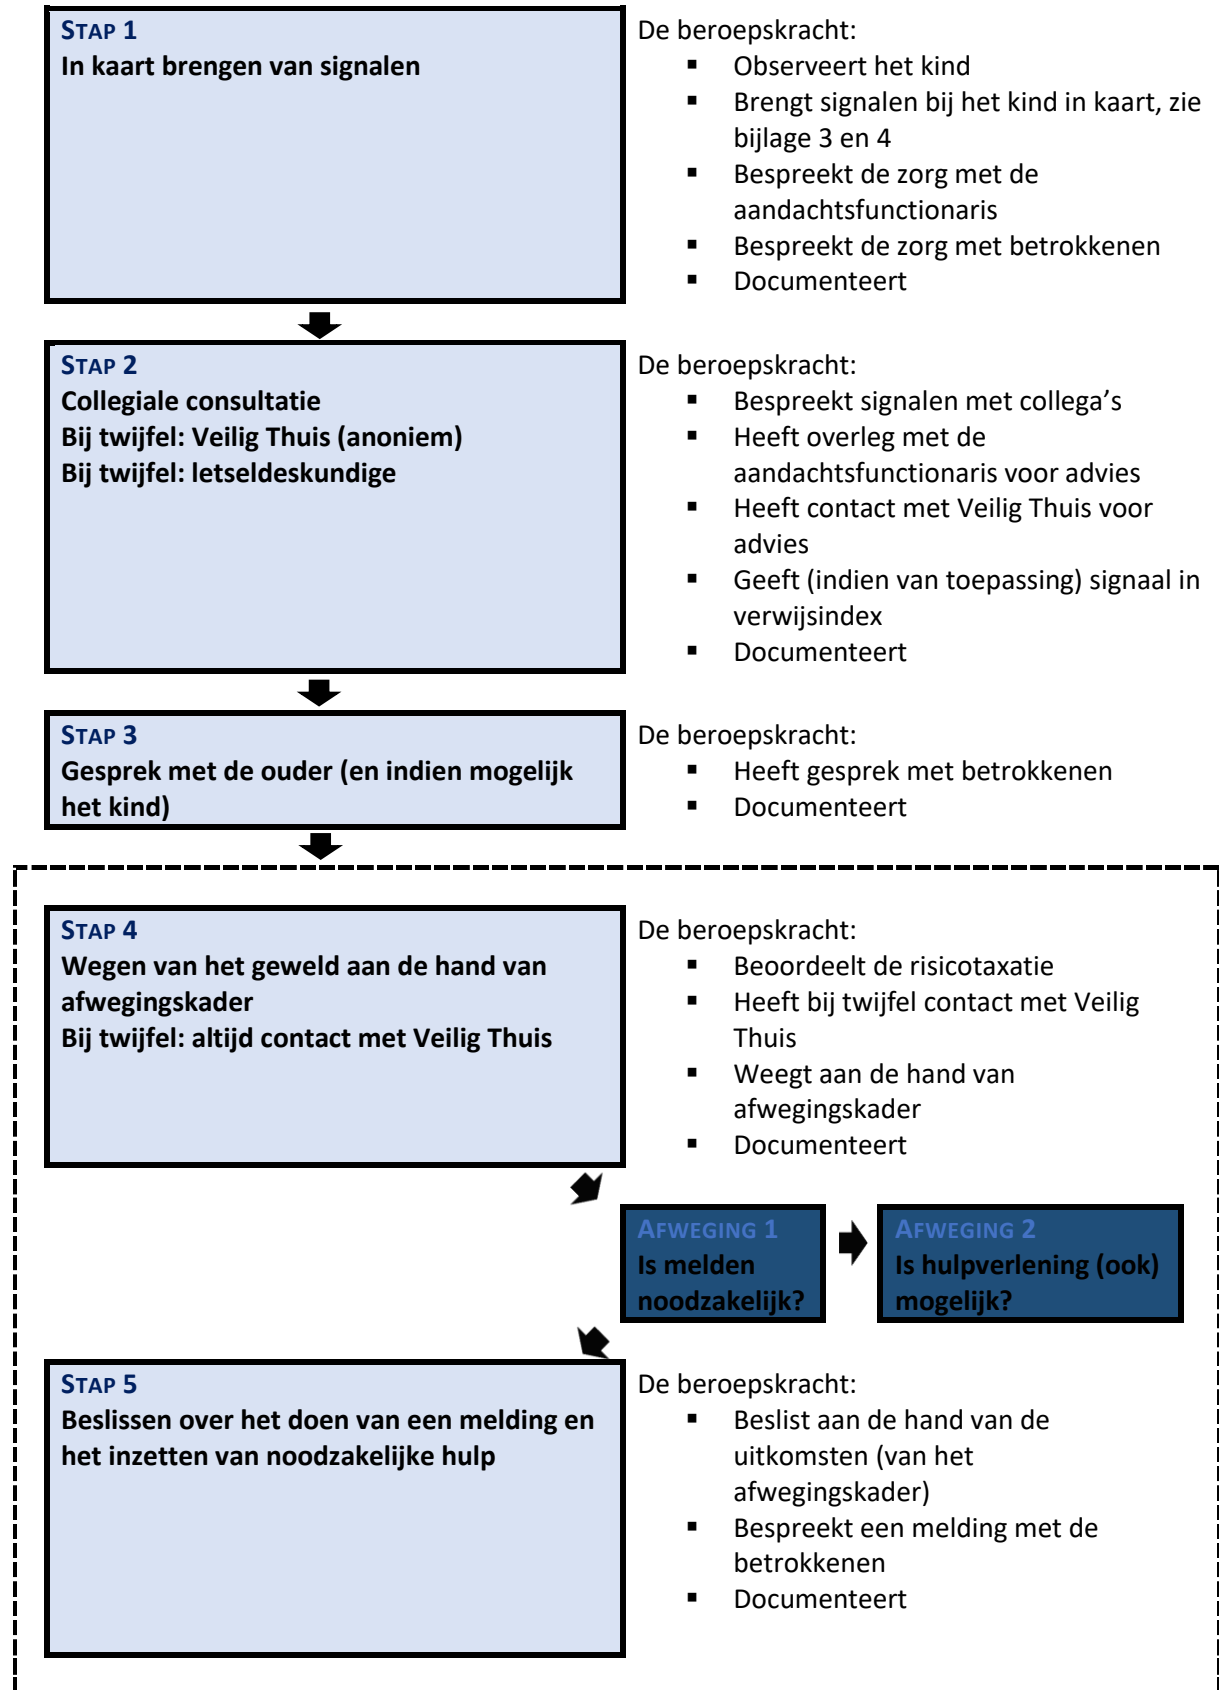 STAP 1
In kaart brengen van signalen
De beroepskracht:
▪ Observeert het kind
▪ Brengt signalen bij het kind in kaart, zie
bijlage 3 en 4
▪ Bespreekt de zorg met de
aandachtsfunctionaris
▪ Bespreekt de zorg met betrokkenen
▪ Documenteert
STAP 2
Collegiale consultatie
Bij twijfel: Veilig Thuis (anoniem)
Bij twijfel: letseldeskundige
De beroepskracht:
▪ Bespreekt signalen met collega’s
▪ Heeft overleg met de
aandachtsfunctionaris voor advies
▪ Heeft contact met Veilig Thuis voor
advies
▪ Geeft (indien van toepassing) signaal in
verwijsindex
▪ Documenteert
STAP 3
Gesprek met de ouder (en indien mogelijk
het kind)
De beroepskracht:
▪ Heeft gesprek met betrokkenen
▪ Documenteert
STAP 4
Wegen van het geweld aan de hand van
afwegingskader
Bij twijfel: altijd contact met Veilig Thuis
De beroepskracht:
▪ Beoordeelt de risicotaxatie
▪ Heeft bij twijfel contact met Veilig
Thuis
▪ Weegt aan de hand van
afwegingskader
▪ Documenteert
AFWEGING 1
Is melden
noodzakelijk?
AFWEGING 2
Is hulpverlening (ook)
mogelijk?
STAP 5
Beslissen over het doen van een melding en
het inzetten van noodzakelijke hulp
De beroepskracht:
▪ Beslist aan de hand van de
uitkomsten (van het
afwegingskader)
▪ Bespreekt een melding met de
betrokkenen
▪ Documenteert